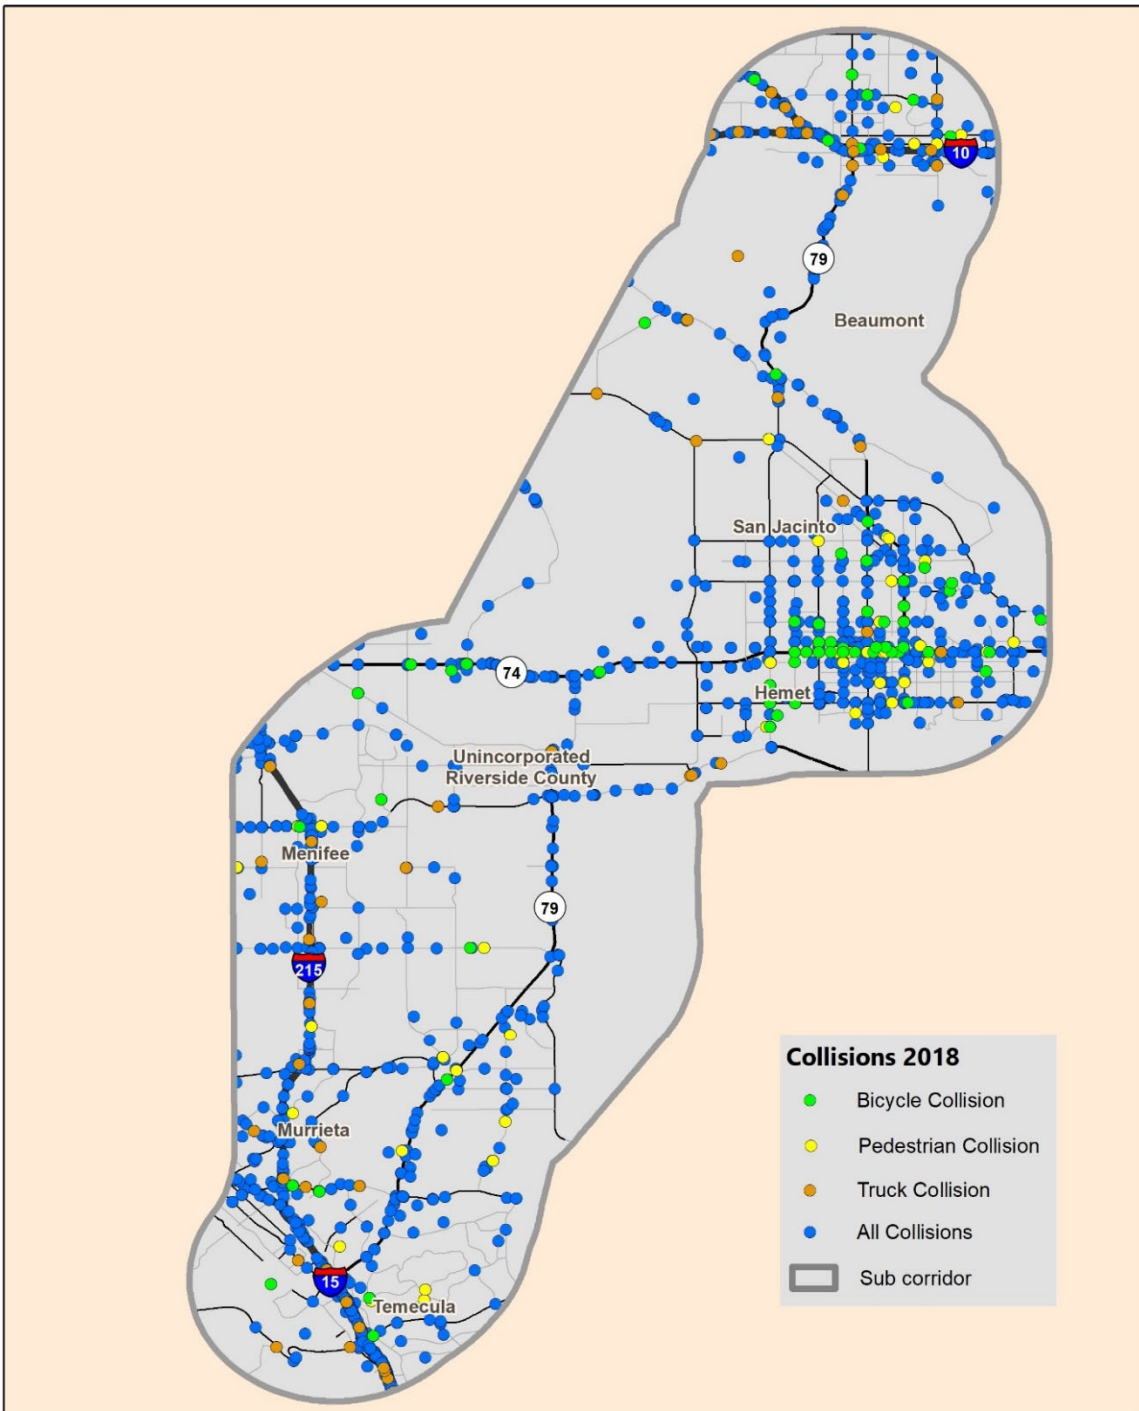 10
79
Beaumont
San Jacinto
74
Hemet
Unincorporated
Riverside County
Menifee
79
215
Murrieta
15
Temecula
Collisions 2018
Bicycle Collision
Pedestrian Collision
Truck Collision
All Collisions
Sub corridor